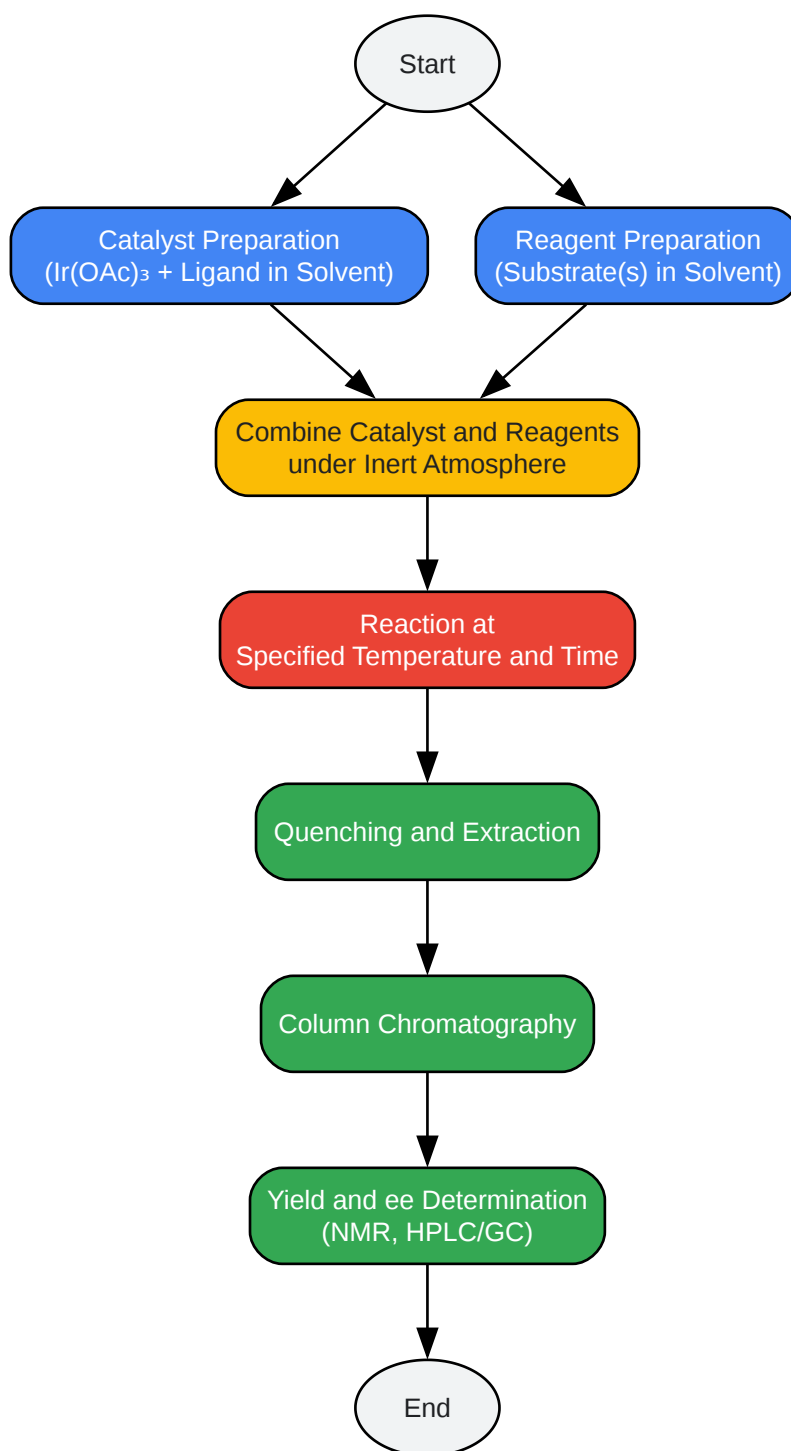 Start
Catalyst Preparation
(Ir(OAc)₃ + Ligand in Solvent)
Reagent Preparation
(Substrate(s) in Solvent)
Combine Catalyst and Reagents
under Inert Atmosphere
Reaction at
Specified Temperature and Time
Quenching and Extraction
Column Chromatography
Yield and ee Determination
(NMR, HPLC/GC)
End